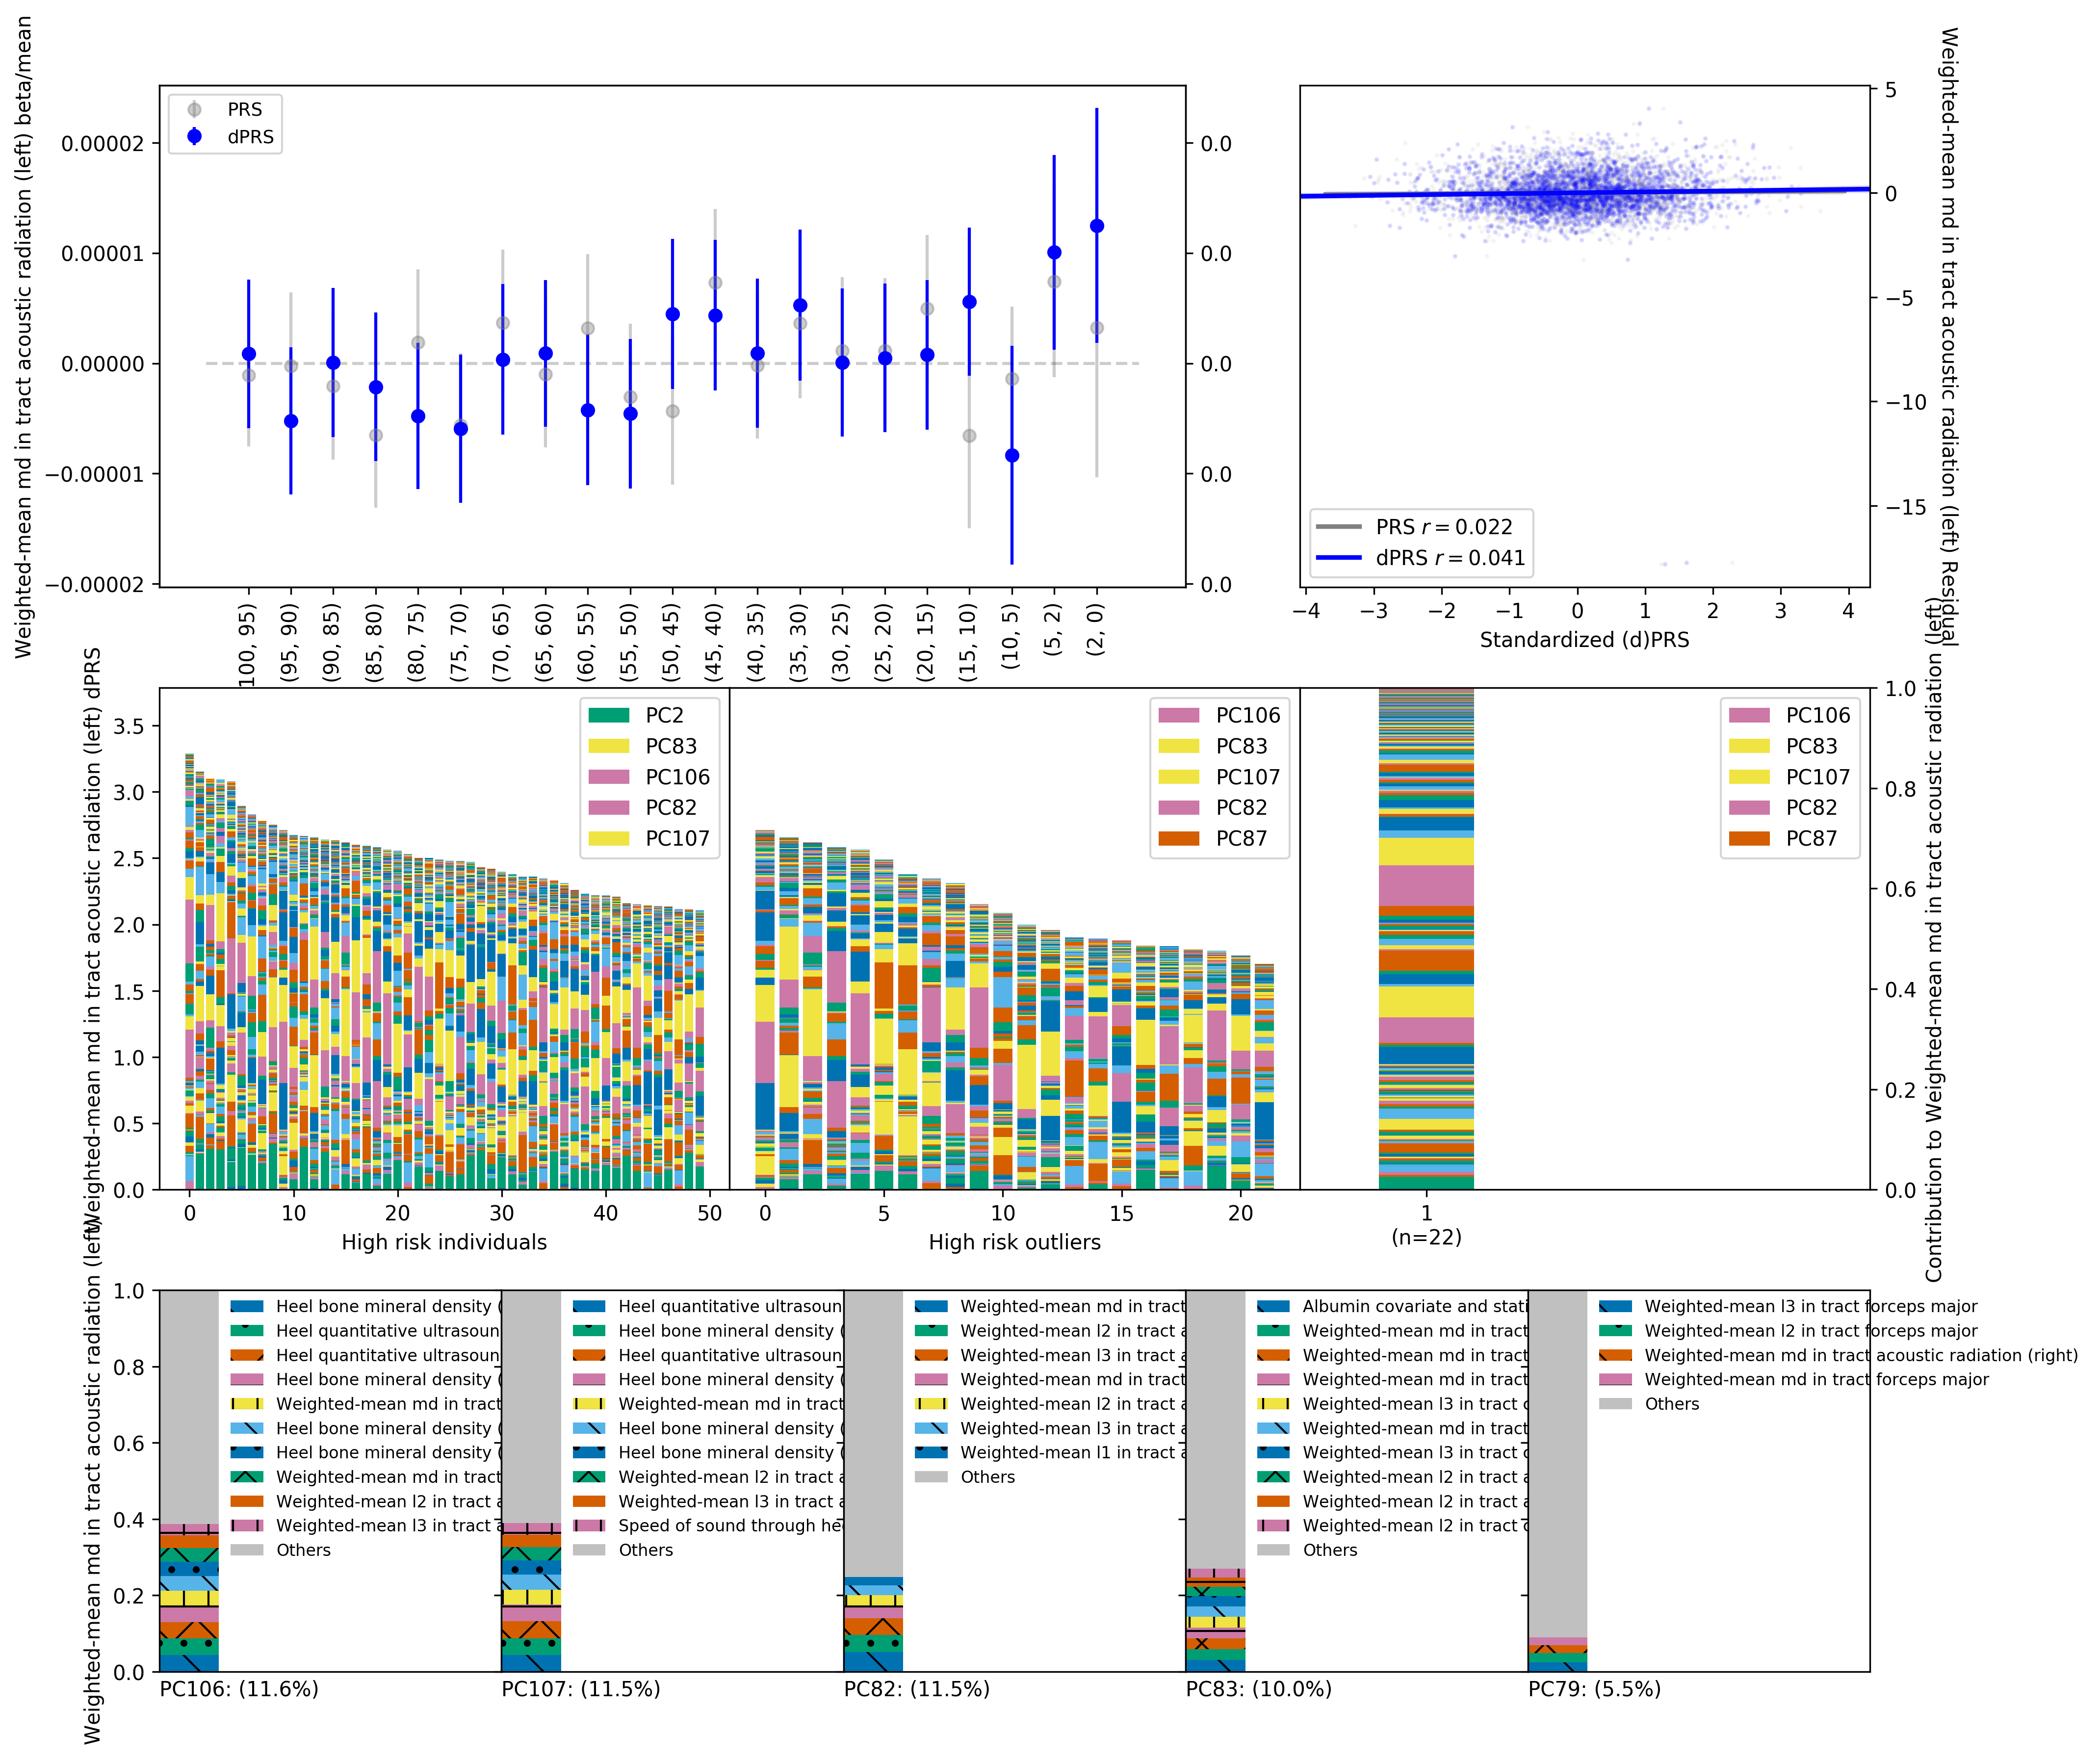 Weighted-mean md in tract acoustic radiation (left) beta/mean
PRS
dPRS
0.00002
0.00001
0.00000
−0.00001
−0.00002
0.0
0.0
0.0
0.0
0.0
100, 95)
(95, 90)
(90, 85)
(85, 80)
(80, 75)
(75, 70)
(70, 65)
(65, 60)
(60, 55)
(55, 50)
(50, 45)
(45, 40)
(40, 35)
(35, 30)
(30, 25)
(25, 20)
(20, 15)
(15, 10)
(10, 5)
(5, 2)
(2, 0)
Weighted-mean md in tract acoustic radiation (left) Residual
5
0
−5
−10
−15
PRS r = 0.022
dPRS r = 0.041
−4 −3 −2 −1 0 1 2 3 4
Standardized (d)PRS
Weighted-mean md in tract acoustic radiation (left) dPRS
3.5
3.0
2.5
2.0
1.5
1.0
0.5
0.0
PC2
PC83
PC106
PC82
PC107
0 10 20 30 40 50
High risk individuals
PC106
PC83
PC107
PC82
PC87
0 5 10 15 20
High risk outliers
PC106
PC83
PC107
PC82
PC87
1
(n=22)
1.0
0.8
0.6
0.4
0.2
0.0
Contribution to Weighted-mean md in tract acoustic radiation (left)
Weighted-mean md in tract acoustic radiation (left)
1.0
0.8
0.6
0.4
0.2
0.0
Heel bone mineral density (
Heel quantitative ultrasoun
Heel quantitative ultrasoun
Heel bone mineral density (
Weighted-mean md in tract
Heel bone mineral density (
Heel bone mineral density (
Weighted-mean md in tract
Weighted-mean l2 in tract a
Weighted-mean l3 in tract a
Others
PC106: (11.6%)
Heel quantitative ultrasoun
Heel bone mineral density (
Heel quantitative ultrasoun
Heel bone mineral density (
Weighted-mean md in tract
Heel bone mineral density (
Heel bone mineral density (
Weighted-mean l2 in tract a
Weighted-mean l3 in tract a
Speed of sound through he
Others
PC107: (11.5%)
Weighted-mean md in tract
Weighted-mean l2 in tract a
Weighted-mean l3 in tract a
Weighted-mean md in tract
Weighted-mean l2 in tract a
Weighted-mean l3 in tract a
Weighted-mean l1 in tract a
Others
PC82: (11.5%)
Albumin covariate and stati
Weighted-mean md in tract
Weighted-mean md in tract
Weighted-mean md in tract
Weighted-mean l3 in tract c
Weighted-mean md in tract
Weighted-mean l3 in tract c
Weighted-mean l2 in tract a
Weighted-mean l2 in tract a
Weighted-mean l2 in tract c
Others
PC83: (10.0%)
Weighted-mean l3 in tract forceps major
Weighted-mean l2 in tract forceps major
Weighted-mean md in tract acoustic radiation (right)
Weighted-mean md in tract forceps major
Others
PC79: (5.5%)